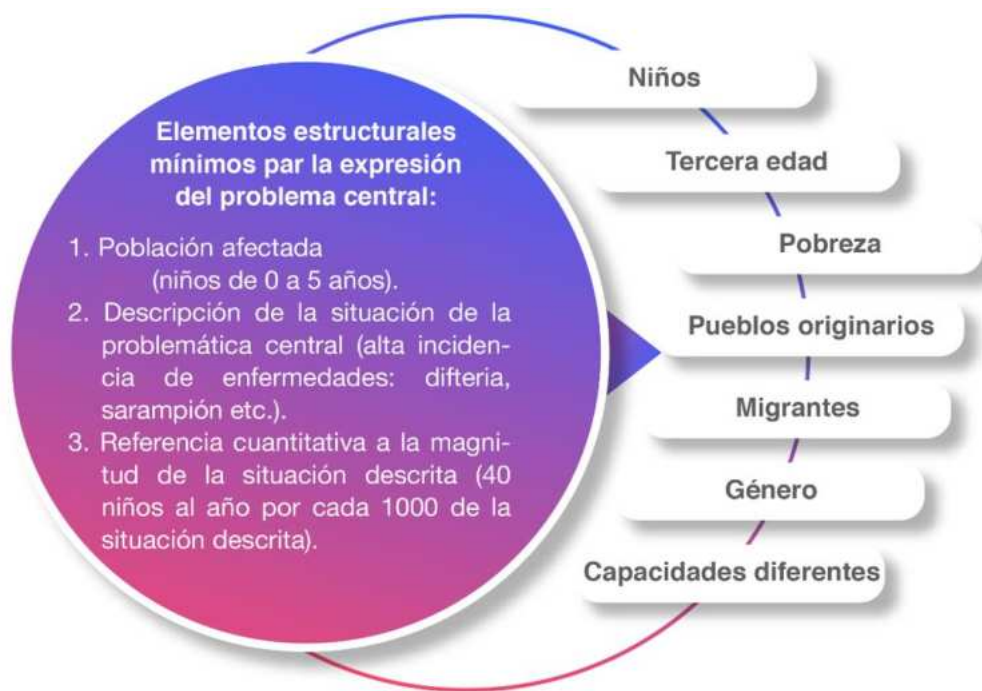 Elementos estructurales
mínimos par la expresión
del problema central:
1. Población afectada
(niños de 0 a 5 años).
2. Descripción de la situación de la
problemática central (alta inciden-
cia de enfermedades: difteria,
sarampión etc.).
3. Referencia cuantitativa a la magni-
tud de la situación descrita (40
niños al año por cada 1000 de la
situación descrita).
Niños
Tercera edad
Pobreza
Pueblos originarios
Migrantes
Género
Capacidades diferentes